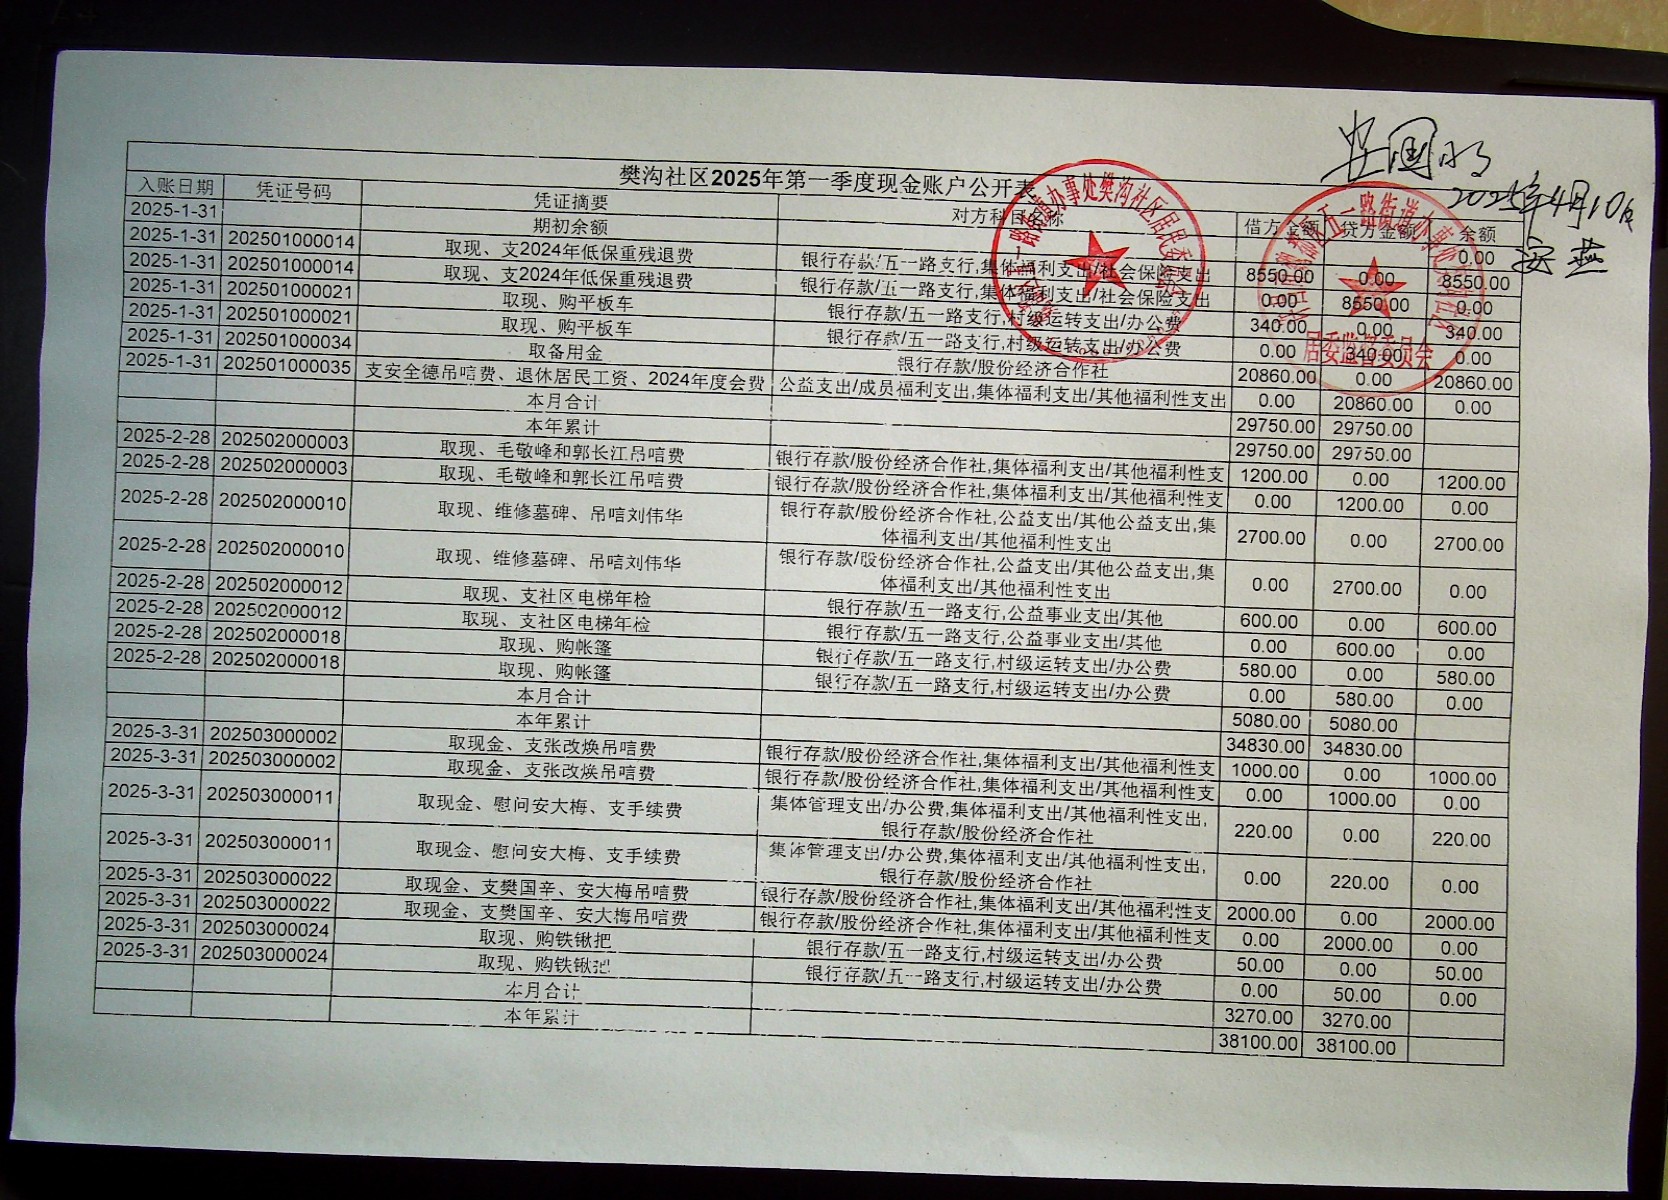 安国明
2025年4月10日
安燕
樊沟社区2025年第一季度现金账户公开表
入账日期 凭证号码 凭证摘要 对方科目名称 借方金额 贷方金额 余额
2025-1-31 期初余额 0.00
2025-1-31 202501000014 取现、支2024年低保重残退费 银行存款/五一路支行,集体福利支出/社会保险支出 8550.00 0.00 8550.00
2025-1-31 202501000014 取现、支2024年低保重残退费 银行存款/五一路支行,集体福利支出/社会保险支出 0.00 8550.00 0.00
2025-1-31 202501000021 取现、购平板车 银行存款/五一路支行,村级运转支出/办公费 340.00 0.00 340.00
2025-1-31 202501000021 取现、购平板车 银行存款/五一路支行,村级运转支出/办公费 0.00 340.00 0.00
2025-1-31 202501000034 取备用金 银行存款/股份经济合作社 20860.00 0.00 20860.00
2025-1-31 202501000035 支安全德吊唁费、退休居民工资、2024年度会费 公益支出/成员福利支出,集体福利支出/其他福利性支出 0.00 20860.00 0.00
本月合计 29750.00 29750.00
本年累计 29750.00 29750.00
2025-2-28 202502000003 取现、毛敬峰和郭长江吊唁费 银行存款/股份经济合作社,集体福利支出/其他福利性支 1200.00 0.00 1200.00
2025-2-28 202502000003 取现、毛敬峰和郭长江吊唁费 银行存款/股份经济合作社,集体福利支出/其他福利性支 0.00 1200.00 0.00
2025-2-28 202502000010 取现、维修墓碑、吊唁刘伟华 银行存款/股份经济合作社,公益支出/其他公益支出,集
体福利支出/其他福利性支出 2700.00 0.00 2700.00
2025-2-28 202502000010 取现、维修墓碑、吊唁刘伟华 银行存款/股份经济合作社,公益支出/其他公益支出,集
体福利支出/其他福利性支出 0.00 2700.00 0.00
2025-2-28 202502000012 取现、支社区电梯年检 银行存款/五一路支行,公益事业支出/其他 600.00 0.00 600.00
2025-2-28 202502000012 取现、支社区电梯年检 银行存款/五一路支行,公益事业支出/其他 0.00 600.00 0.00
2025-2-28 202502000018 取现、购帐篷 银行存款/五一路支行,村级运转支出/办公费 580.00 0.00 580.00
2025-2-28 202502000018 取现、购帐篷 银行存款/五一路支行,村级运转支出/办公费 0.00 580.00 0.00
本月合计 5080.00 5080.00
本年累计 34830.00 34830.00
2025-3-31 202503000002 取现金、支张改焕吊唁费 银行存款/股份经济合作社,集体福利支出/其他福利性支 1000.00 0.00 1000.00
2025-3-31 202503000002 取现金、支张改焕吊唁费 银行存款/股份经济合作社,集体福利支出/其他福利性支 0.00 1000.00 0.00
2025-3-31 202503000011 取现金、慰问安大梅、支手续费 集体管理支出/办公费,集体福利支出/其他福利性支出,
银行存款/股份经济合作社 220.00 0.00 220.00
2025-3-31 202503000011 取现金、慰问安大梅、支手续费 集体管理支出/办公费,集体福利支出/其他福利性支出,
银行存款/股份经济合作社 0.00 220.00 0.00
2025-3-31 202503000022 取现金、支樊国辛、安大梅吊唁费 银行存款/股份经济合作社,集体福利支出/其他福利性支 2000.00 0.00 2000.00
2025-3-31 202503000022 取现金、支樊国辛、安大梅吊唁费 银行存款/股份经济合作社,集体福利支出/其他福利性支 0.00 2000.00 0.00
2025-3-31 202503000024 取现、购铁锹把 银行存款/五一路支行,村级运转支出/办公费 50.00 0.00 50.00
2025-3-31 202503000024 取现、购铁锹把 银行存款/五一路支行,村级运转支出/办公费 0.00 50.00 0.00
本月合计 3270.00 3270.00
本年累计 38100.00 38100.00
居委监督委员会